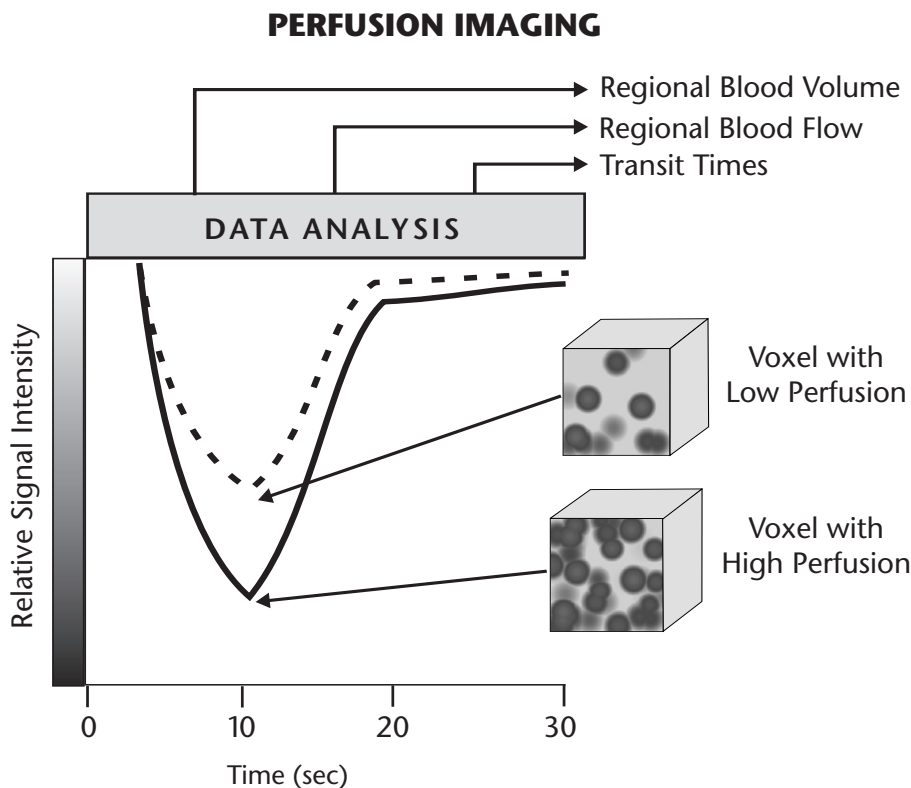 PERFUSION IMAGING
Regional Blood Volume
Regional Blood Flow
Transit Times
DATA ANALYSIS
Relative Signal Intensity
Voxel with
Low Perfusion
Voxel with
High Perfusion
0 10 20 30
Time (sec)